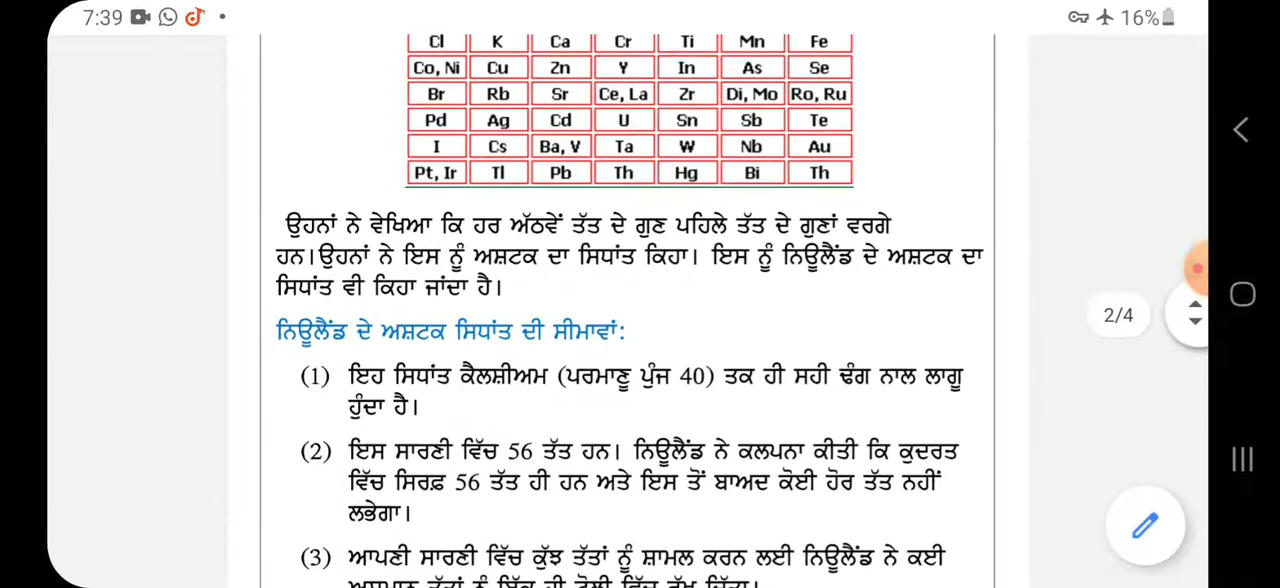 7:39
16%
Cl K Ca Cr Ti Mn Fe
Co, Ni Cu Zn Y In As Se
Br Rb Sr Ce, La Zr Di, Mo Ro, Ru
Pd Ag Cd U Sn Sb Te
I Cs Ba, V Ta W Nb Au
Pt, Ir Tl Pb Th Hg Bi Th
ਉਹਨਾਂ ਨੇ ਵੇਖਿਆ ਕਿ ਹਰ ਅੱਠਵੇਂ ਤੱਤ ਦੇ ਗੁਣ ਪਹਿਲੇ ਤੱਤ ਦੇ ਗੁਣਾਂ ਵਰਗੇ
ਹਨ।ਉਹਨਾਂ ਨੇ ਇਸ ਨੂੰ ਅਸ਼ਟਕ ਦਾ ਸਿਧਾਂਤ ਕਿਹਾ। ਇਸ ਨੂੰ ਨਿਊਲੈਂਡ ਦੇ ਅਸ਼ਟਕ ਦਾ
ਸਿਧਾਂਤ ਵੀ ਕਿਹਾ ਜਾਂਦਾ ਹੈ।
2/4
ਨਿਊਲੈਂਡ ਦੇ ਅਸ਼ਟਕ ਸਿਧਾਂਤ ਦੀ ਸੀਮਾਵਾਂ:
(1) ਇਹ ਸਿਧਾਂਤ ਕੈਲਸ਼ੀਅਮ (ਪਰਮਾਣੂ ਪੁੰਜ 40) ਤਕ ਹੀ ਸਹੀ ਢੰਗ ਨਾਲ ਲਾਗੂ
ਹੁੰਦਾ ਹੈ।
(2) ਇਸ ਸਾਰਣੀ ਵਿੱਚ 56 ਤੱਤ ਹਨ। ਨਿਊਲੈਂਡ ਨੇ ਕਲਪਨਾ ਕੀਤੀ ਕਿ ਕੁਦਰਤ
ਵਿੱਚ ਸਿਰਫ਼ 56 ਤੱਤ ਹੀ ਹਨ ਅਤੇ ਇਸ ਤੋਂ ਬਾਅਦ ਕੋਈ ਹੋਰ ਤੱਤ ਨਹੀਂ
ਲਭੇਗਾ।
(3) ਆਪਣੀ ਸਾਰਣੀ ਵਿੱਚ ਕੁੱਝ ਤੱਤਾਂ ਨੂੰ ਸ਼ਾਮਲ ਕਰਨ ਲਈ ਨਿਊਲੈਂਡ ਨੇ ਕਈ